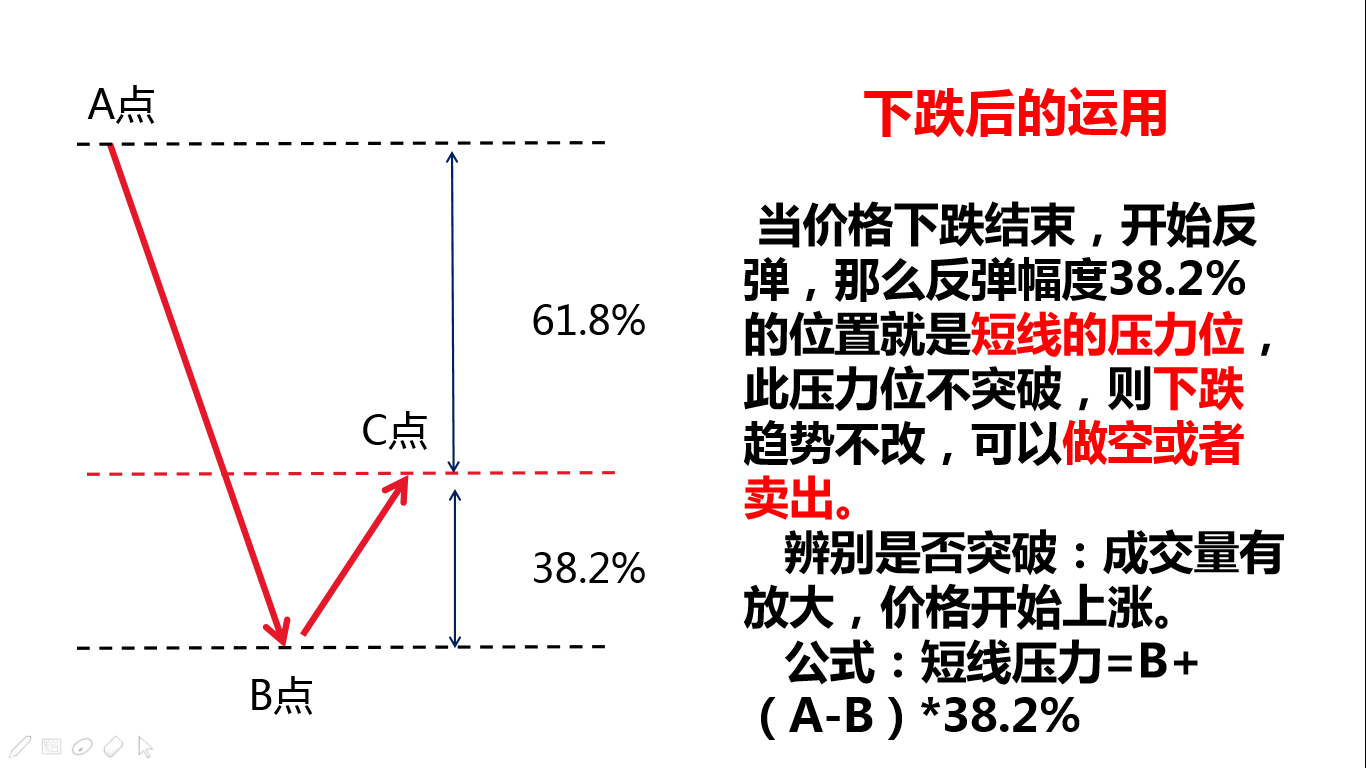 A点
61.8%
C点
38.2%
B点
下跌后的运用
当价格下跌结束，开始反
弹，那么反弹幅度38.2%
的位置就是短线的压力位，
此压力位不突破，则下跌
趋势不改，可以做空或者
卖出。
辨别是否突破：成交量有
放大，价格开始上涨。
公式：短线压力=B+
（A-B）*38.2%